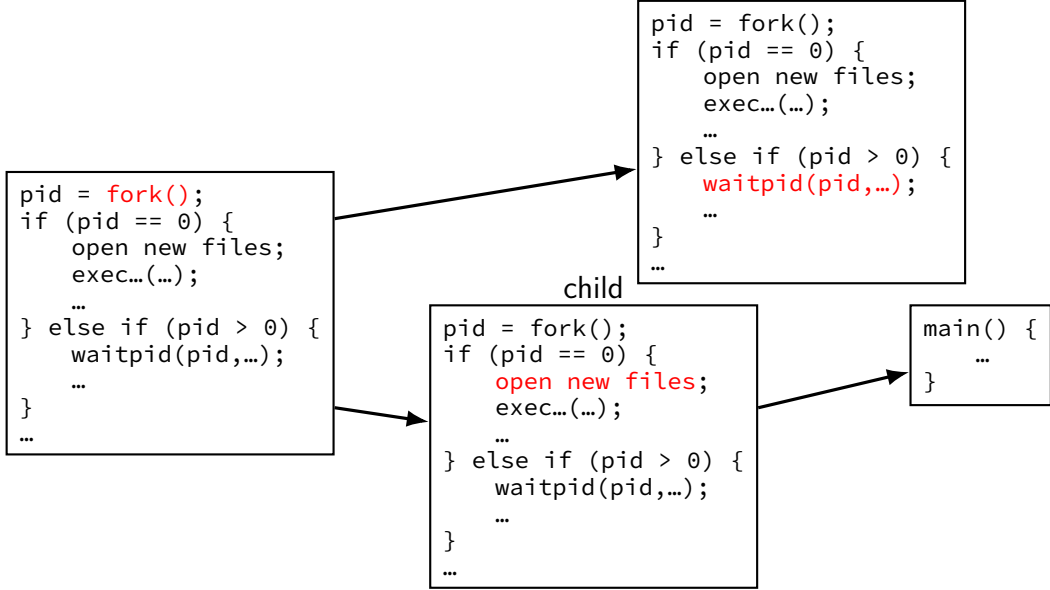 pid = fork();
if (pid == 0) {
    open new files;
    exec…(…);
    …
} else if (pid > 0) {
    waitpid(pid,…);
    …
}
…
pid = fork();
if (pid == 0) {
    open new files;
    exec…(…);
    …
} else if (pid > 0) {
    waitpid(pid,…);
    …
}
…
child
pid = fork();
if (pid == 0) {
    open new files;
    exec…(…);
    …
} else if (pid > 0) {
    waitpid(pid,…);
    …
}
…
main() {
    …
}